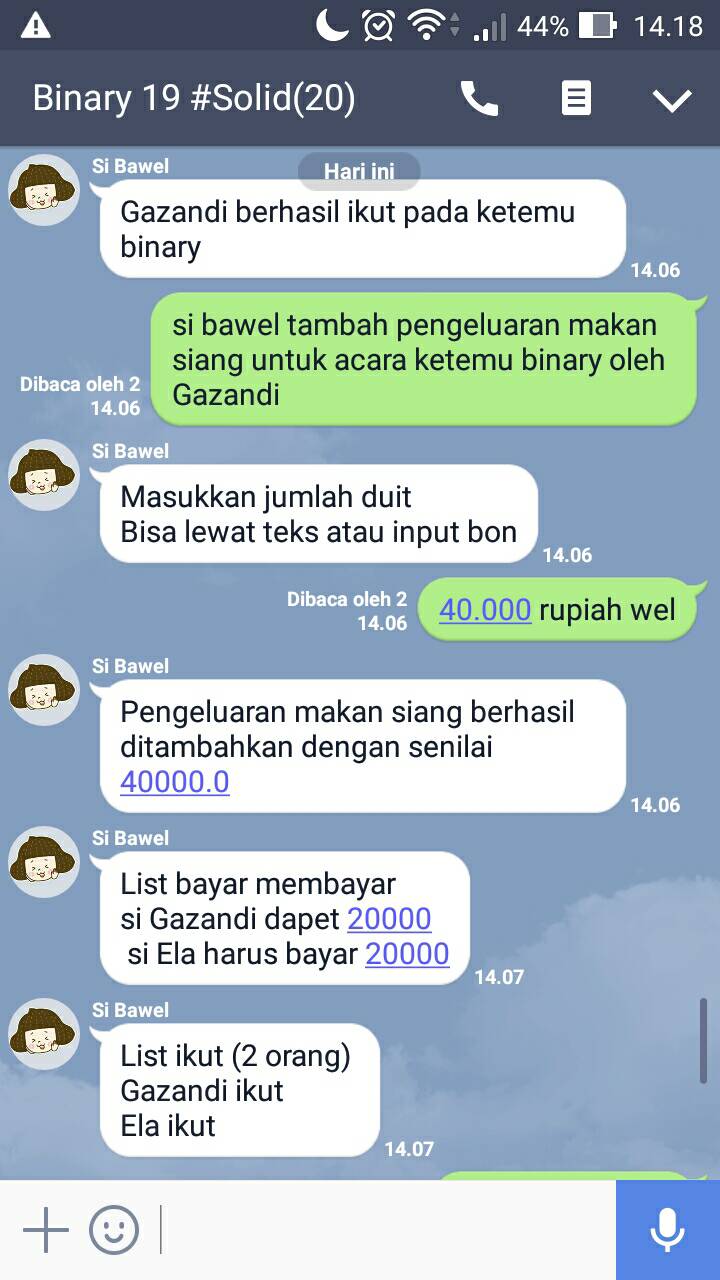 44% 14.18
Binary 19 #Solid(20)
Si Bawel
Hari ini
Gazandi berhasil ikut pada ketemu
binary
14.06
si bawel tambah pengeluaran makan
siang untuk acara ketemu binary oleh
Gazandi
Dibaca oleh 2
14.06
Si Bawel
Masukkan jumlah duit
Bisa lewat teks atau input bon
14.06
Dibaca oleh 2
14.06
40.000 rupiah wel
Si Bawel
Pengeluaran makan siang berhasil
ditambahkan dengan senilai
40000.0
14.06
Si Bawel
List bayar membayar
si Gazandi dapet 20000
si Ela harus bayar 20000
14.07
Si Bawel
List ikut (2 orang)
Gazandi ikut
Ela ikut
14.07